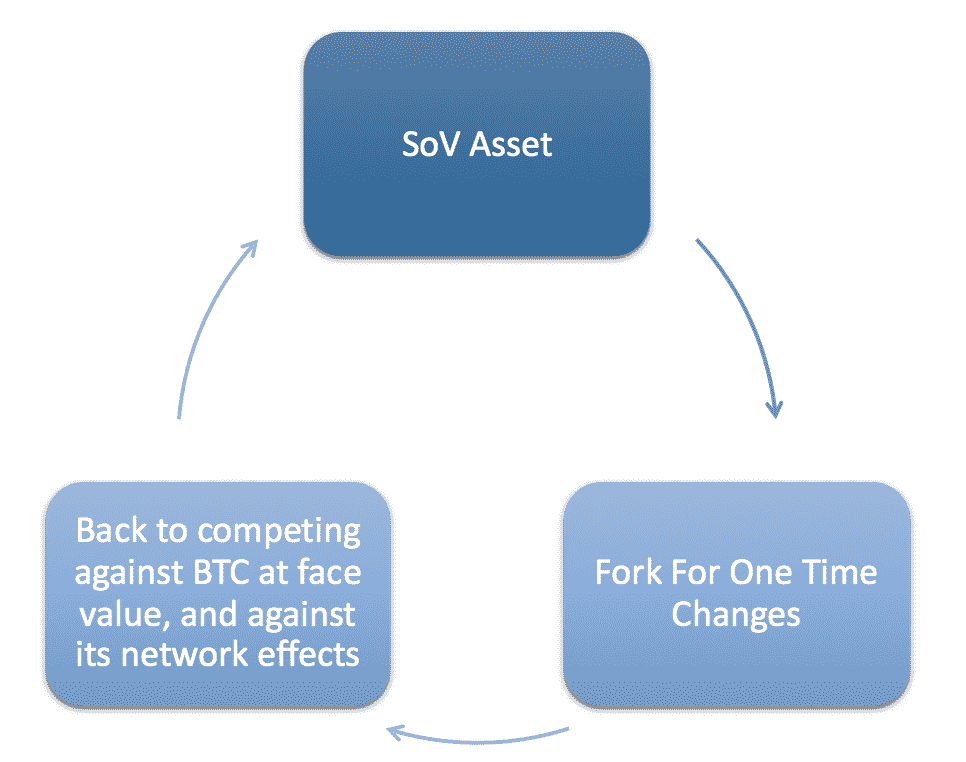 SoV Asset
Fork For One Time
Changes
Back to competing
against BTC at face
value, and against
its network effects